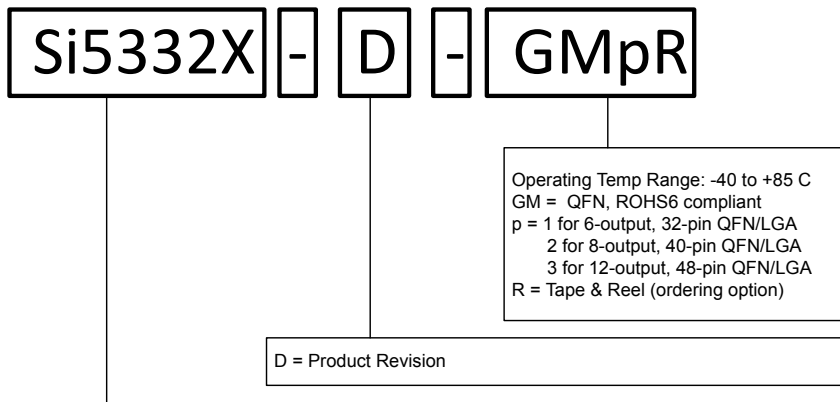 Si5332X - D - GMpR
Operating Temp Range: -40 to +85 C
GM = QFN, ROHS6 compliant
p = 1 for 6-output, 32-pin QFN/LGA
2 for 8-output, 40-pin QFN/LGA
3 for 12-output, 48-pin QFN/LGA
R = Tape & Reel (ordering option)
D = Product Revision